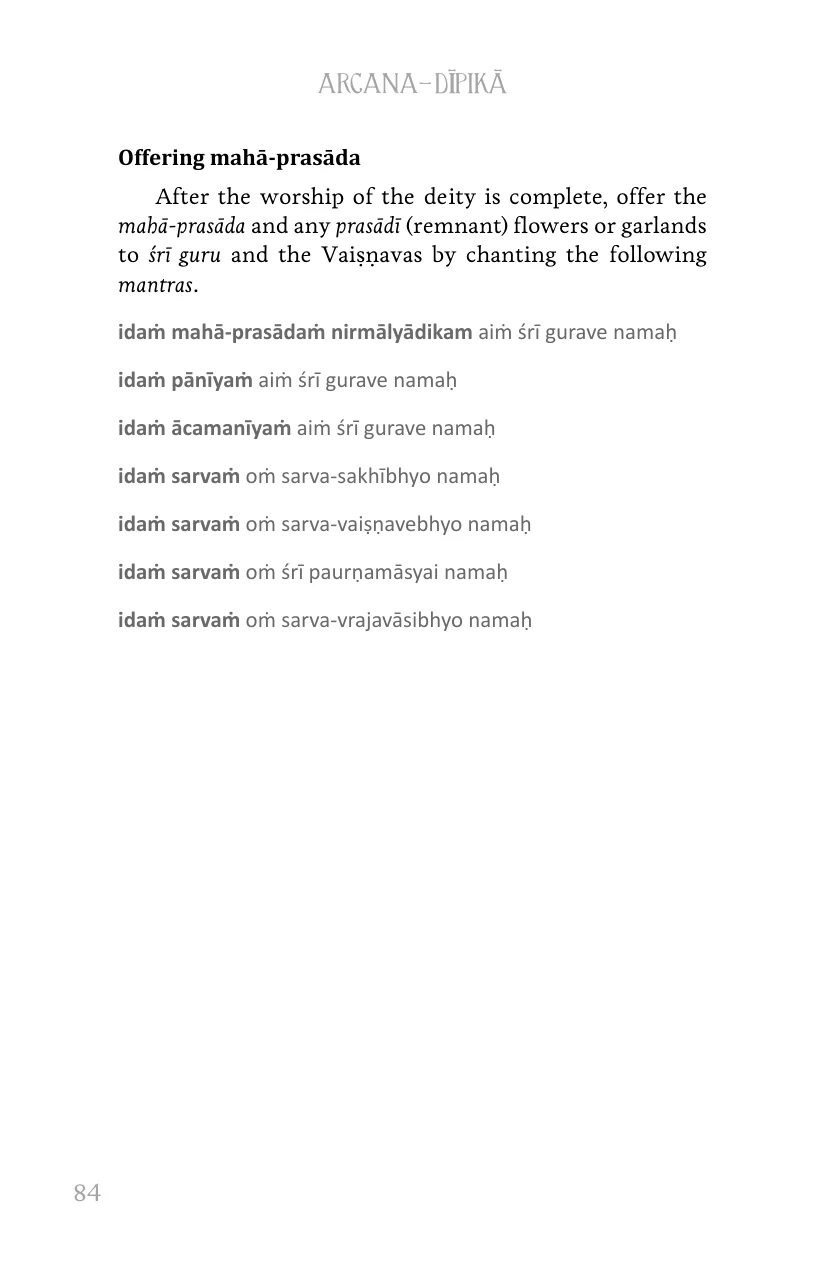 ARCANA–DĪPIKĀ
Offering mahā-prasāda
After the worship of the deity is complete, offer the
mahā-prasāda and any prasādī (remnant) flowers or garlands
to śrī guru and the Vaiṣṇavas by chanting the following
mantras.
idaṁ mahā-prasādaṁ nirmālyādikam aiṁ śrī gurave namaḥ
idaṁ pānīyaṁ aiṁ śrī gurave namaḥ
idaṁ ācamanīyaṁ aiṁ śrī gurave namaḥ
idaṁ sarvaṁ oṁ sarva-sakhībhyo namaḥ
idaṁ sarvaṁ oṁ sarva-vaiṣṇavebhyo namaḥ
idaṁ sarvaṁ oṁ śrī paurṇamāsyai namaḥ
idaṁ sarvaṁ oṁ sarva-vrajavāsibhyo namaḥ
84